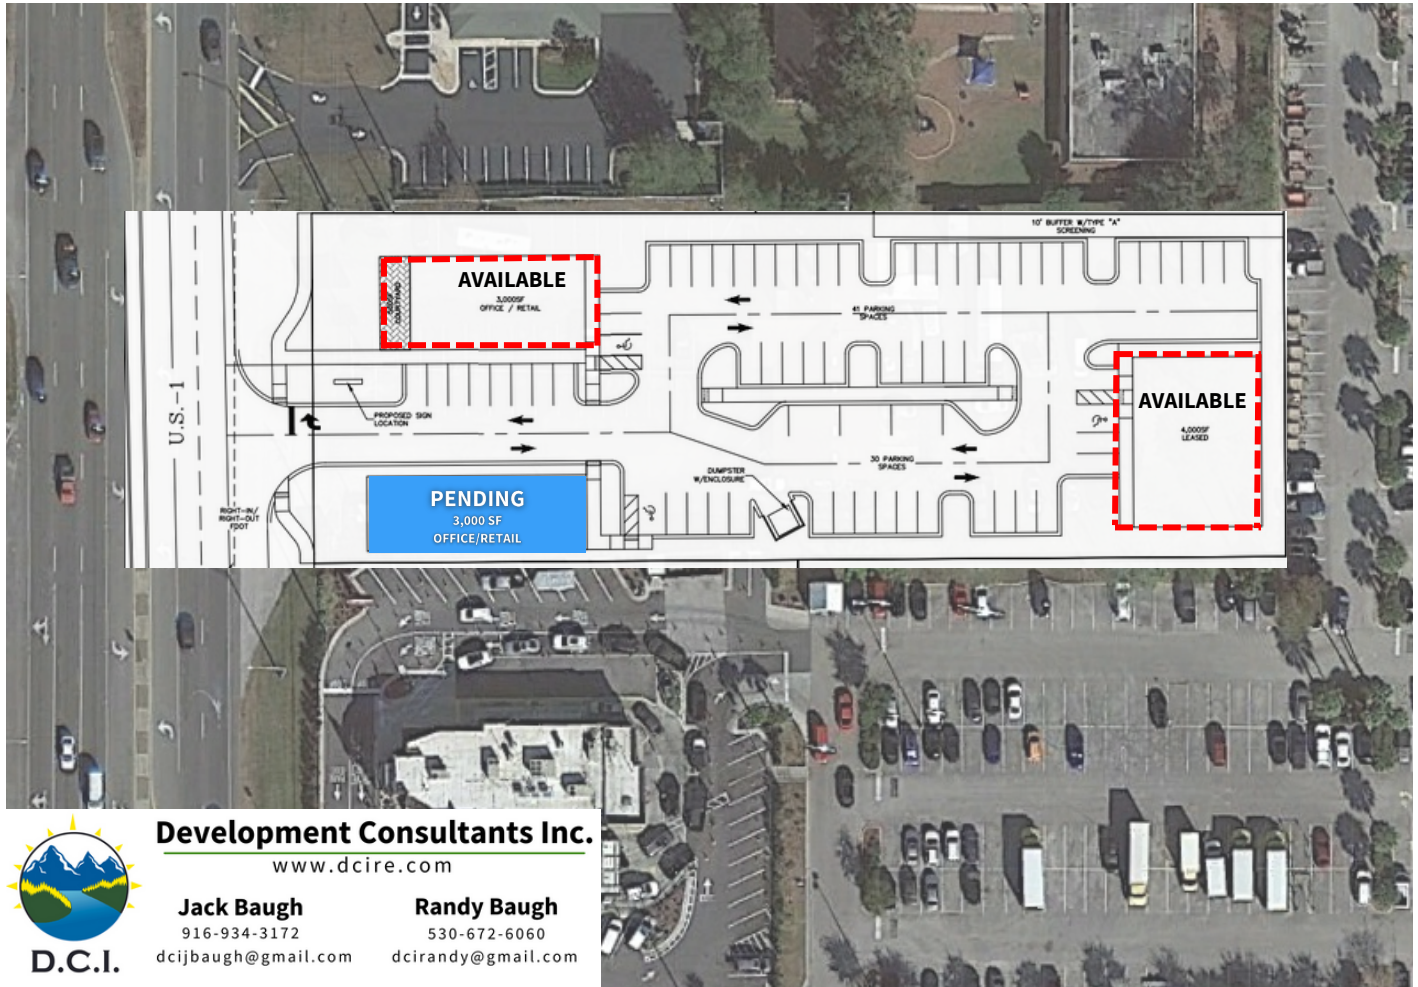 10' BUFFER W/TYPE "A"
SCREENING
AVAILABLE
3,000SF
OFFICE / RETAIL
COURTYARD
41 PARKING
SPACES
U.S.-1
PROPOSED SIGN
LOCATION
AVAILABLE
4,000SF
LEASED
30 PARKING
SPACES
DUMPSTER
W/ENCLOSURE
PENDING
3,000 SF
OFFICE/RETAIL
RIGHT-IN/
RIGHT-OUT
FDOT
Development Consultants Inc.
www.dcire.com
Jack Baugh
916-934-3172
dcijbaugh@gmail.com
Randy Baugh
530-672-6060
dcirandy@gmail.com
D.C.I.